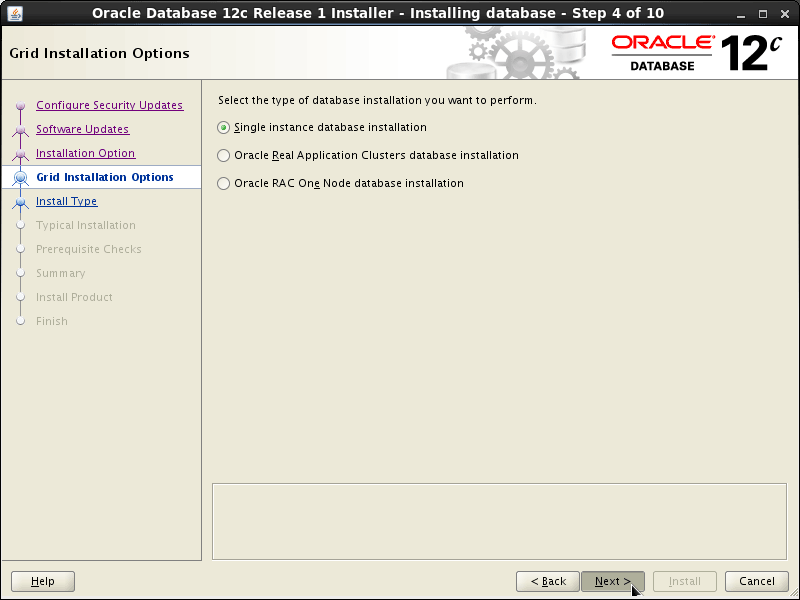 Oracle Database 12c Release 1 Installer - Installing database - Step 4 of 10
Grid Installation Options
ORACLE®
DATABASE
12c
Configure Security Updates
Software Updates
Installation Option
Grid Installation Options
Install Type
Typical Installation
Prerequisite Checks
Summary
Install Product
Finish
Select the type of database installation you want to perform.
Single instance database installation
Oracle Real Application Clusters database installation
Oracle RAC One Node database installation
Help
< Back
Next >
Install
Cancel